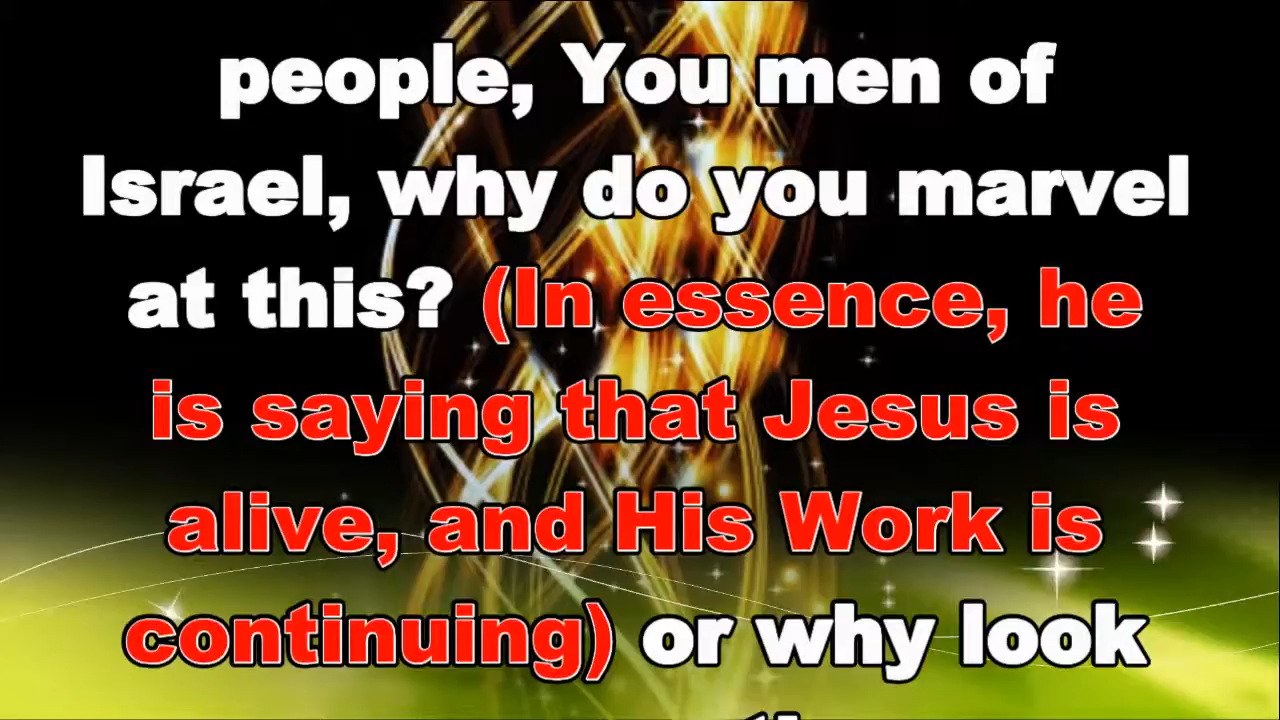 people, You men of
Israel, why do you marvel
at this? (In essence, he
is saying that Jesus is
alive, and His Work is
continuing) or why look